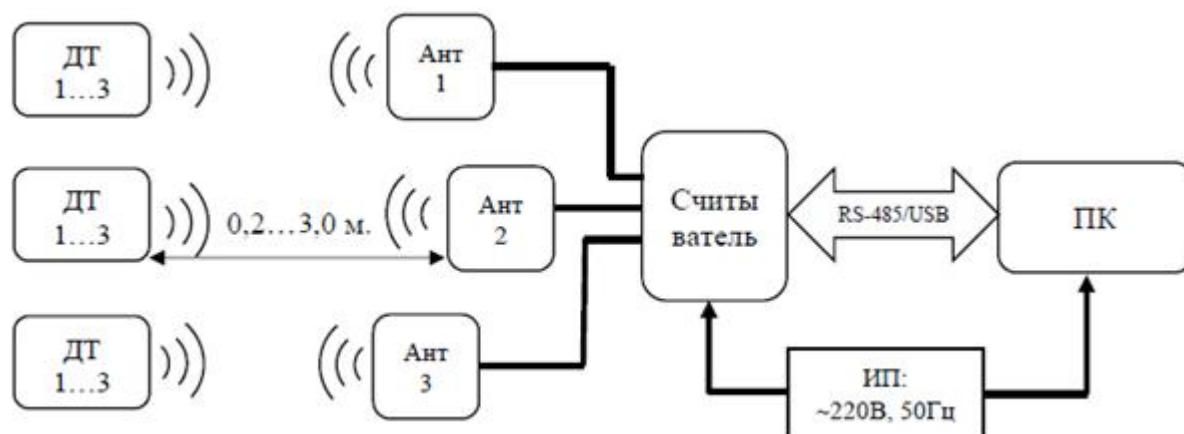 ДТ
1…3
Ант
1
ДТ
1…3
0,2…3,0 м.
Ант
2
Считы
ватель
RS-485/USB
ПК
ДТ
1…3
Ант
3
ИП:
~220В, 50Гц